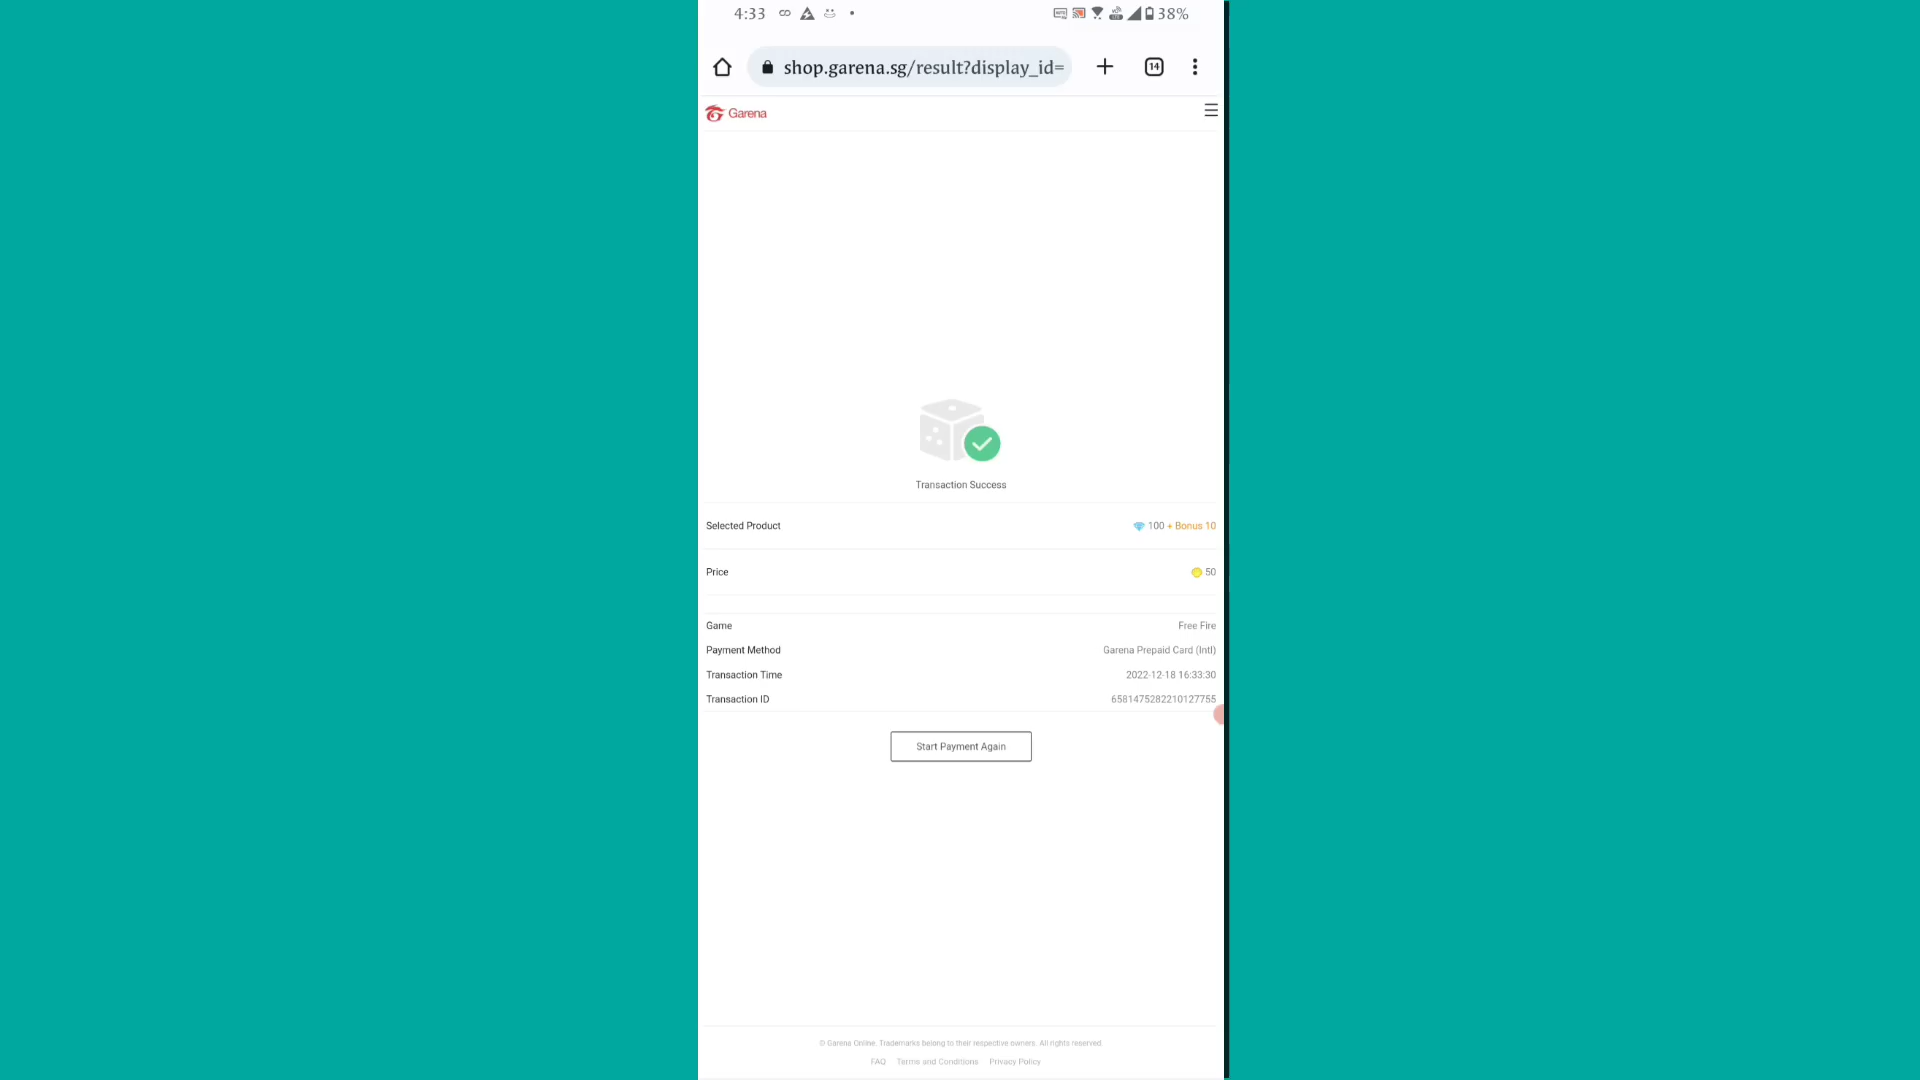 4:33
38%
shop.garena.sg/result?display_id=
14
Garena
Transaction Success
Selected Product 100 + Bonus 10
Price 50
Game Free Fire
Payment Method Garena Prepaid Card (Intl)
Transaction Time 2022-12-18 16:33:30
Transaction ID 6581475282210127755
Start Payment Again
© Garena Online. Trademarks belong to their respective owners. All rights reserved.
FAQ Terms and Conditions Privacy Policy